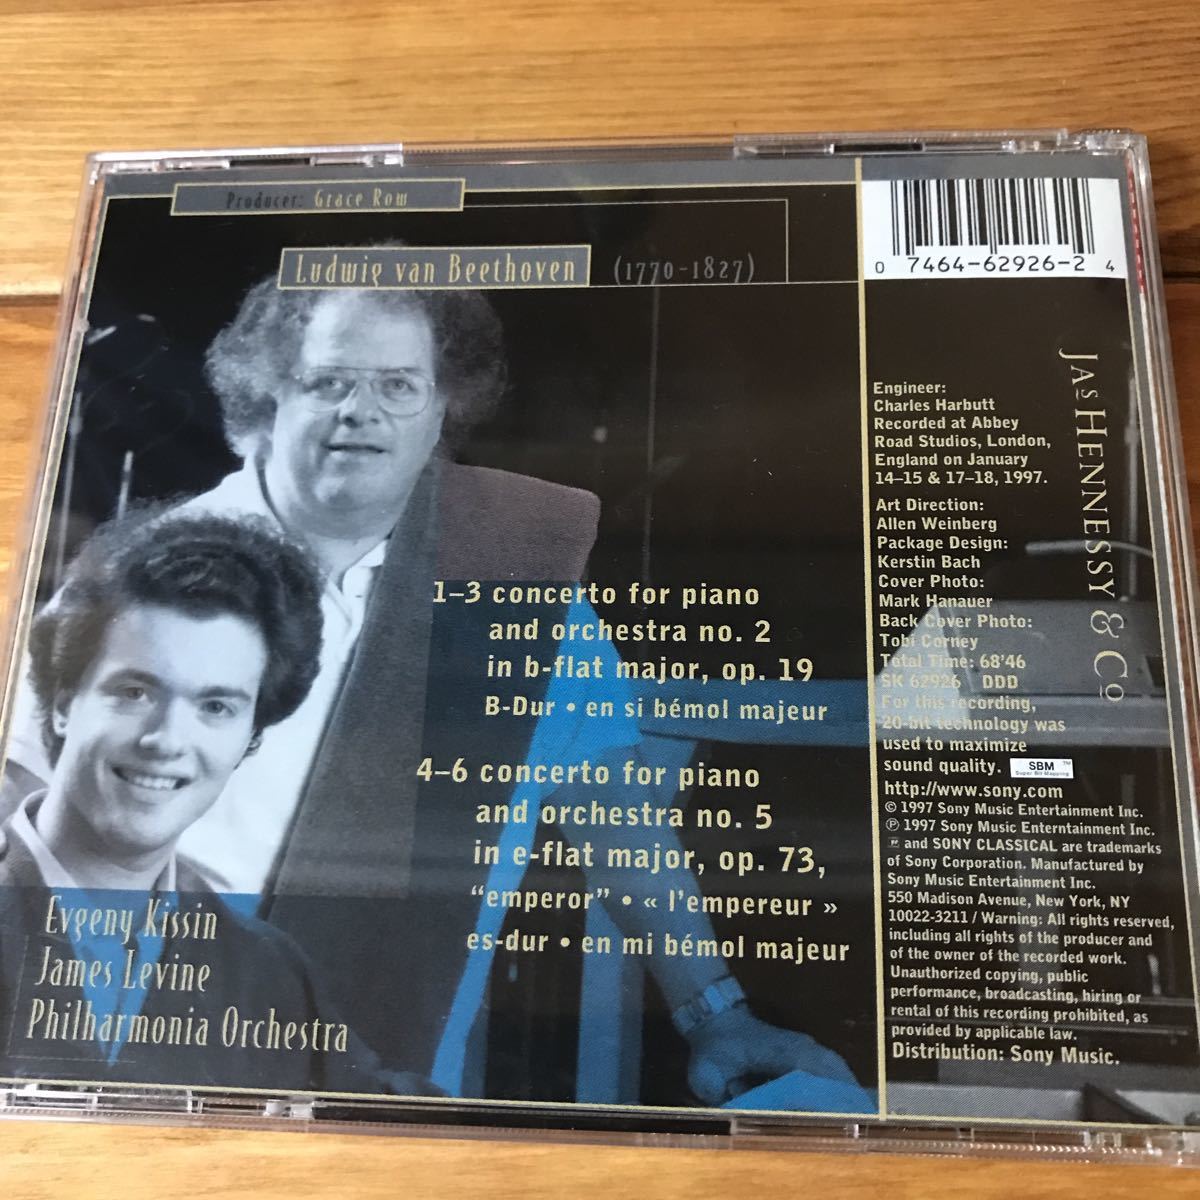 Producer: Grace Row
Ludwig van Beethoven (1770-1827)
1–3 concerto for piano
and orchestra no. 2
in b-flat major, op. 19
B-Dur • en si bémol majeur
4–6 concerto for piano
and orchestra no. 5
in e-flat major, op. 73,
“emperor” • « l'empereur »
es-dur • en mi bémol majeur
Evgeny Kissin
James Levine
Philharmonia Orchestra
0 7464-62926-2 4
Jas Hennessy & Co
Engineer:
Charles Harbutt
Recorded at Abbey
Road Studios, London,
England on January
14–15 & 17–18, 1997.
Art Direction:
Allen Weinberg
Package Design:
Kerstin Bach
Cover Photo:
Mark Hanauer
Back Cover Photo:
Tobi Corney
Total Time: 68'46
SK 62926 DDD
For this recording,
20-bit technology was
used to maximize
sound quality. SBM™
Super Bit Mapping
http://www.sony.com
© 1997 Sony Music Entertainment Inc.
℗ 1997 Sony Music Enterntainment Inc.
and SONY CLASSICAL are trademarks
of Sony Corporation. Manufactured by
Sony Music Entertainment Inc.
550 Madison Avenue, New York, NY
10022-3211 / Warning: All rights reserved,
including all rights of the producer and
of the owner of the recorded work.
Unauthorized copying, public
performance, broadcasting, hiring or
rental of this recording prohibited, as
provided by applicable law.
Distribution: Sony Music.